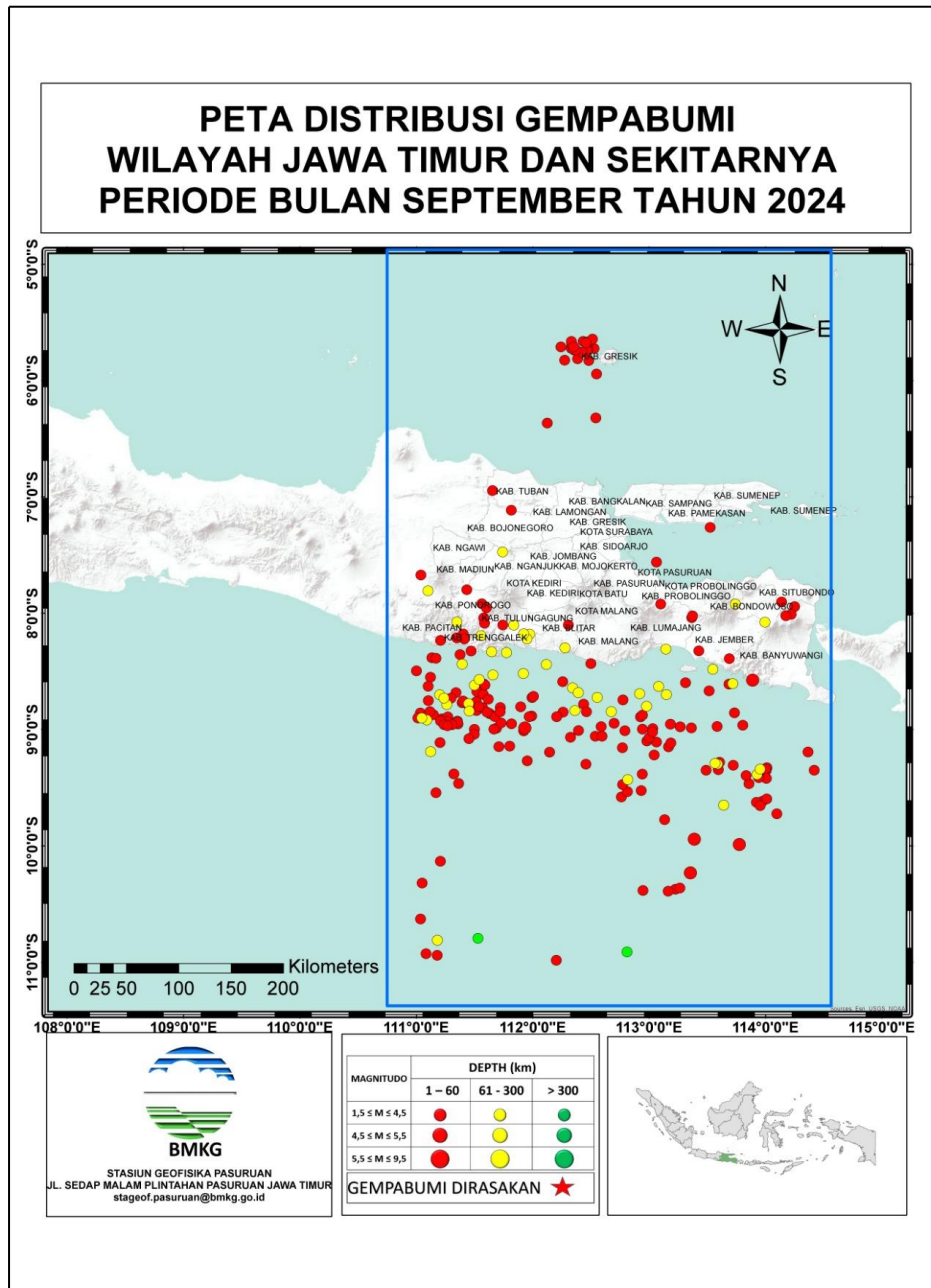 PETA DISTRIBUSI GEMPABUMI
WILAYAH JAWA TIMUR DAN SEKITARNYA
PERIODE BULAN SEPTEMBER TAHUN 2024
5°0'0"S
6°0'0"S
7°0'0"S
8°0'0"S
9°0'0"S
10°0'0"S
11°0'0"S
N
W
E
S
KAB. GRESIK
KAB. TUBAN
KAB. BANGKALAN
KAB. SAMPANG
KAB. SUMENEP
KAB. LAMONGAN
KAB. PAMEKASAN
KAB. SUMENEP
KAB. GRESIK
KAB. BOJONEGORO
KOTA SURABAYA
KAB. NGAWI
KAB. SIDOARJO
KAB. JOMBANG
KAB. MADIUN
KAB. NGANJUK
KAB. MOJOKERTO
KOTA PASURUAN
KOTA KEDIRI
KAB. PASURUAN
KOTA PROBOLINGGO
KAB. KEDIRI
KOTA BATU
KAB. PROBOLINGGO
KAB. SITUBONDO
KAB. PONOROGO
KOTA MALANG
KAB. BONDOWOSO
KAB. TULUNGAGUNG
KAB. PACITAN
KAB. BLITAR
KAB. LUMAJANG
KAB. TRENGGALEK
KAB. MALANG
KAB. JEMBER
KAB. BANYUWANGI
Kilometers
0 25 50 100 150 200
Sources: Esri, USGS, NOAA
108°0'0"E 109°0'0"E 110°0'0"E 111°0'0"E 112°0'0"E 113°0'0"E 114°0'0"E 115°0'0"E
BMKG
STASIUN GEOFISIKA PASURUAN
JL. SEDAP MALAM PLINTAHAN PASURUAN JAWA TIMUR
stageof.pasuruan@bmkg.go.id
MAGNITUDO
DEPTH (km)
1 – 60 61 - 300 > 300
1,5 ≤ M ≤ 4,5
4,5 ≤ M ≤ 5,5
5,5 ≤ M ≤ 9,5
GEMPABUMI DIRASAKAN